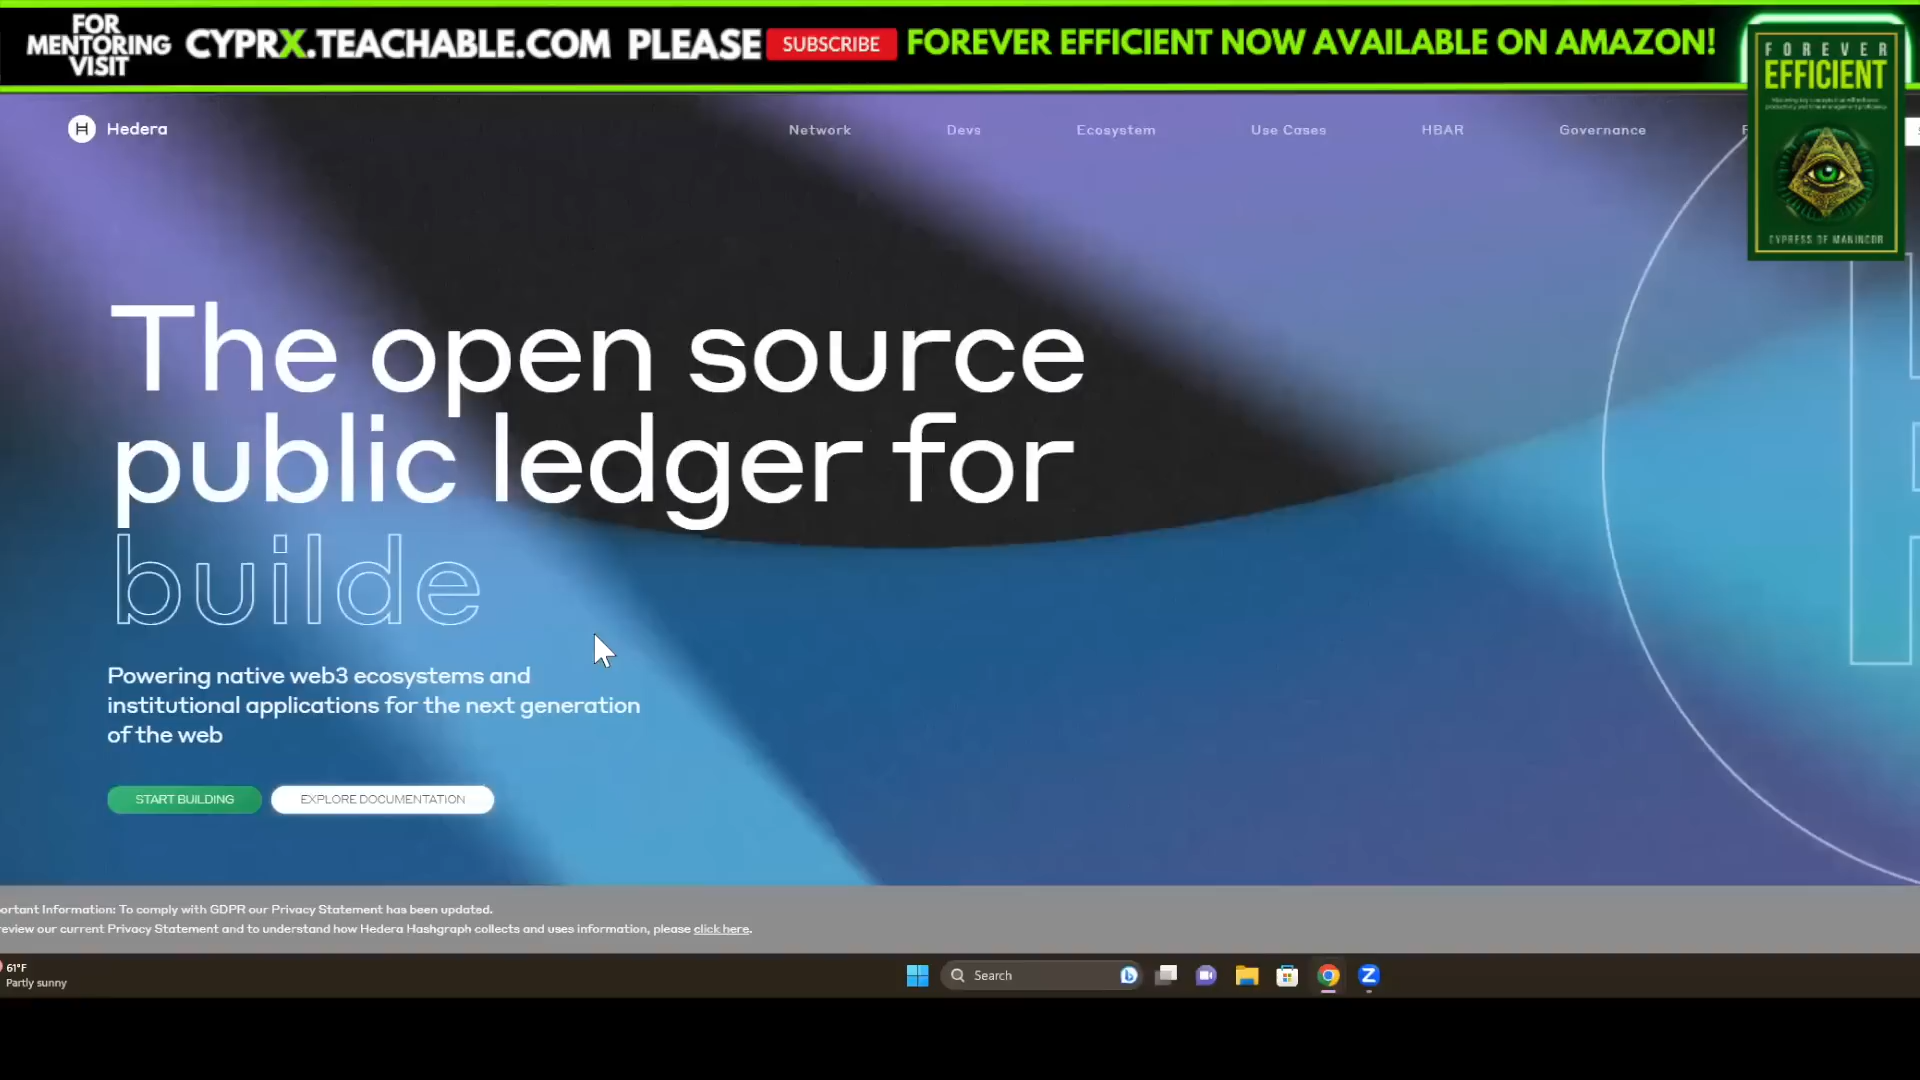 FOR
MENTORING
VISIT
CYPRX.TEACHABLE.COM PLEASE SUBSCRIBE FOREVER EFFICIENT NOW AVAILABLE ON AMAZON!
FOREVER
EFFICIENT
CYPRESS OF MANINCOR
Hedera
Network
Devs
Ecosystem
Use Cases
HBAR
Governance
The open source
public ledger for
builde
Powering native web3 ecosystems and
institutional applications for the next generation
of the web
START BUILDING
EXPLORE DOCUMENTATION
ortant Information: To comply with GDPR our Privacy Statement has been updated.
eview our current Privacy Statement and to understand how Hedera Hashgraph collects and uses information, please click here.
61°F
Partly sunny
Search